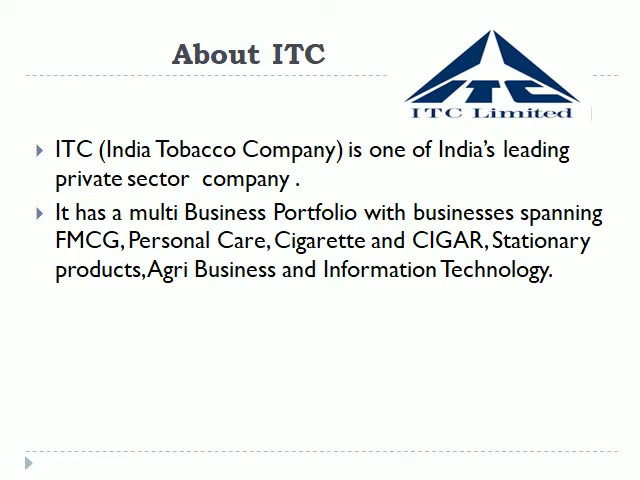 About ITC
ITC
ITC Limited
ITC (India Tobacco Company) is one of India's leading
private sector company .
It has a multi Business Portfolio with businesses spanning
FMCG, Personal Care, Cigarette and CIGAR, Stationary
products, Agri Business and Information Technology.